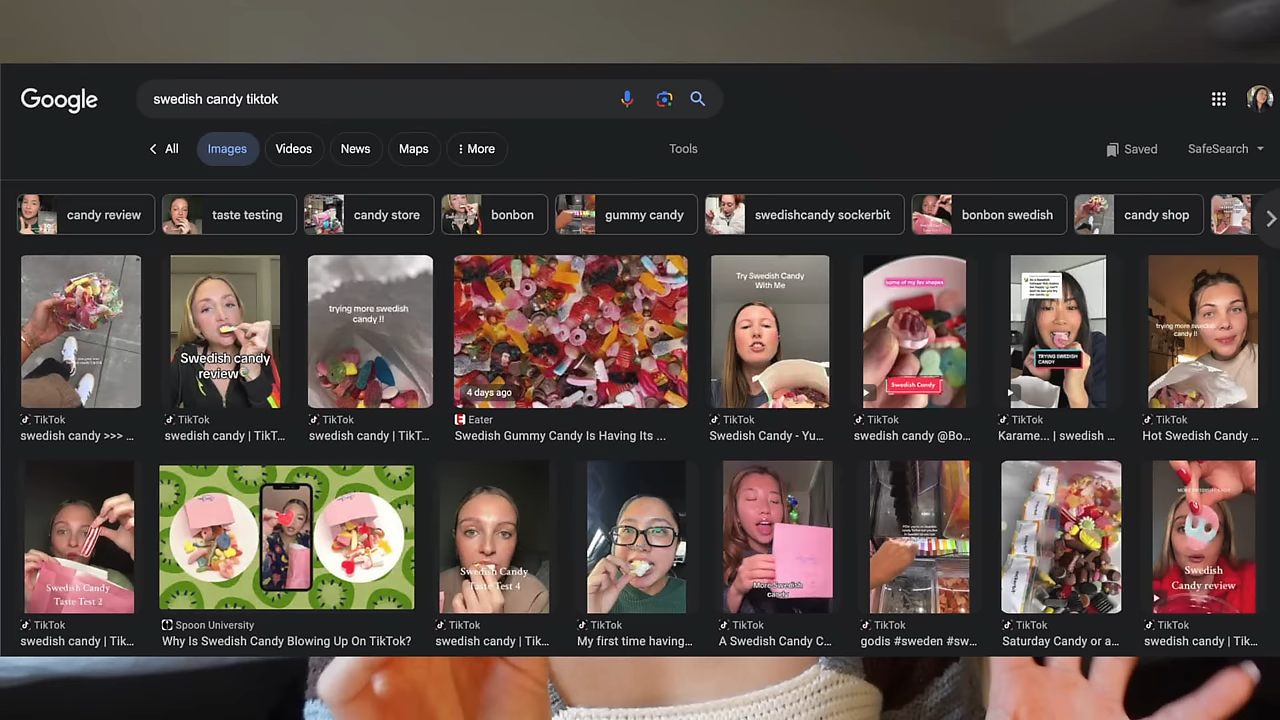 Google
swedish candy tiktok
All
Images
Videos
News
Maps
More
Tools
Saved
SafeSearch
candy review
taste testing
candy store
bonbon
gummy candy
swedishcandy sockerbit
bonbon swedish
candy shop
Swedish candy
review
trying more swedish
candy !!
4 days ago
Try Swedish Candy
With Me
some of my fav shapes
Swedish Candy
TRYING SWEDISH
CANDY
trying more swedish
candy !!
TikTok
swedish candy >>> ...
TikTok
swedish candy | TikT...
TikTok
swedish candy | TikT...
Eater
Swedish Gummy Candy Is Having Its ...
TikTok
Swedish Candy - Yu...
TikTok
swedish candy @Bo...
TikTok
Karame... | swedish ...
TikTok
Hot Swedish Candy ...
Swedish Candy
Taste Test 2
Swedish Candy
Taste Test 4
More Swedish
candy
Swedish
Candy review
TikTok
swedish candy | Tik...
Spoon University
Why Is Swedish Candy Blowing Up On TikTok?
TikTok
swedish candy | Tik...
TikTok
My first time having...
TikTok
A Swedish Candy C...
TikTok
godis #sweden #sw...
TikTok
Saturday Candy or a...
TikTok
swedish candy | Tik...